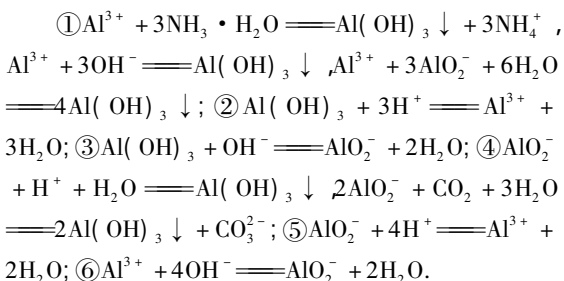 ①Al³⁺ + 3NH₃·H₂O══Al(OH)₃↓ + 3NH₄⁺,
Al³⁺ + 3OH⁻══Al(OH)₃↓,Al³⁺ + 3AlO₂⁻ + 6H₂O
══4Al(OH)₃↓; ②Al(OH)₃ + 3H⁺══Al³⁺ +
3H₂O; ③Al(OH)₃ + OH⁻══AlO₂⁻ + 2H₂O; ④AlO₂⁻
+ H⁺ + H₂O══Al(OH)₃↓,2AlO₂⁻ + CO₂ + 3H₂O
══2Al(OH)₃↓ + CO₃²⁻; ⑤AlO₂⁻ + 4H⁺══Al³⁺ +
2H₂O; ⑥Al³⁺ + 4OH⁻══AlO₂⁻ + 2H₂O.